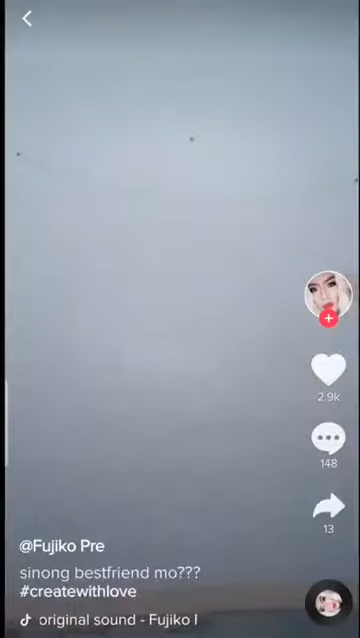 2.9k
148
13
@Fujiko Pre
sinong bestfriend mo???
#createwithlove
original sound - Fujiko I